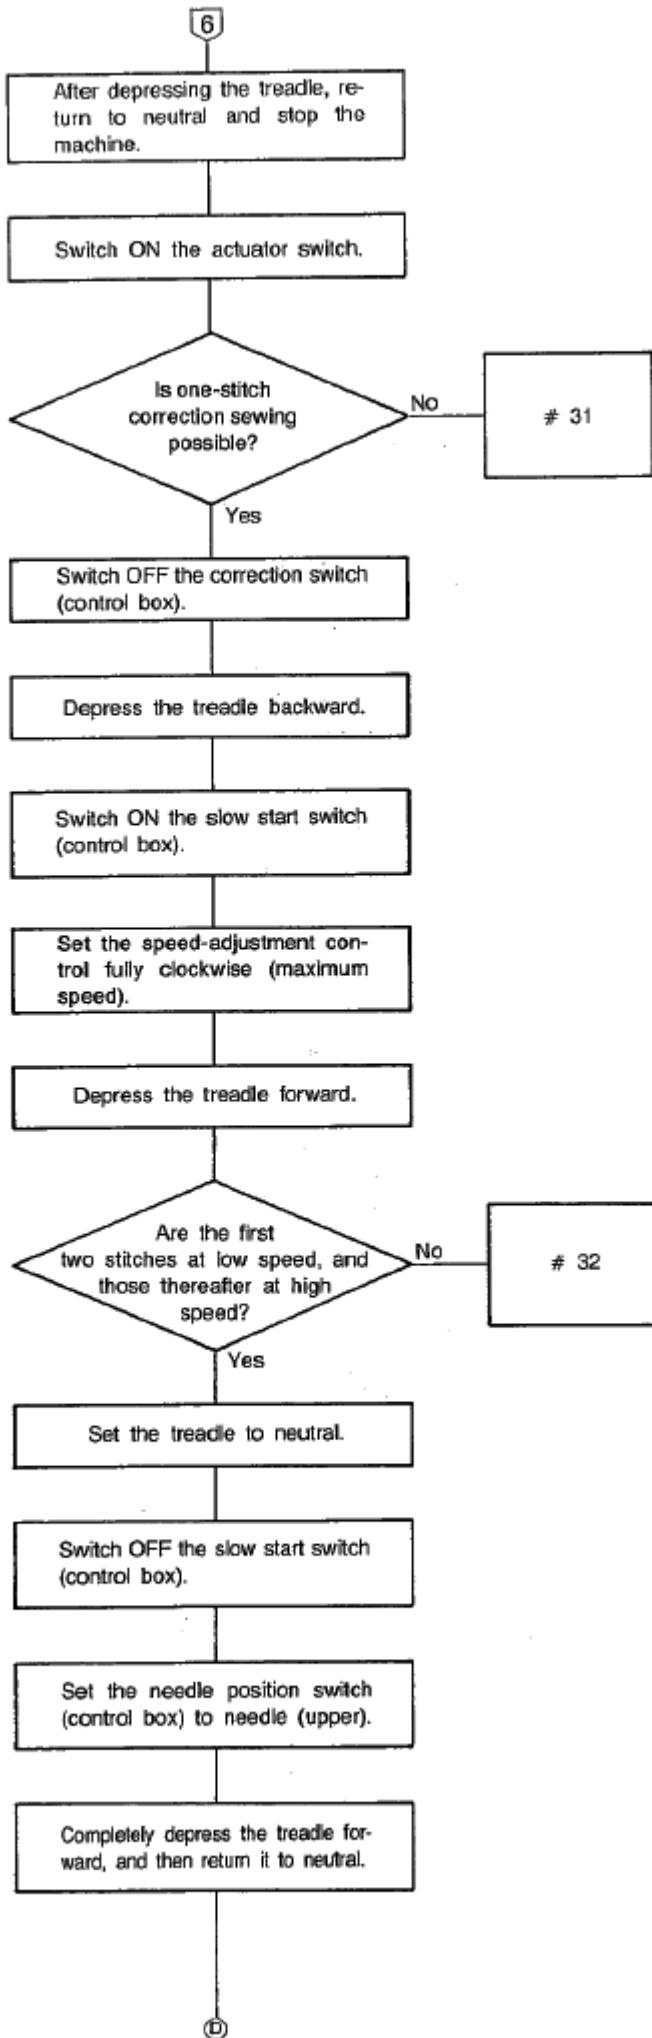 6
After depressing the treadle, re-
turn to neutral and stop the
machine.
Switch ON the actuator switch.
Is one-stitch
correction sewing
possible?
No
# 31
Yes
Switch OFF the correction switch
(control box).
Depress the treadle backward.
Switch ON the slow start switch
(control box).
Set the speed-adjustment con-
trol fully clockwise (maximum
speed).
Depress the treadle forward.
Are the first
two stitches at low speed, and
those thereafter at high
speed?
No
# 32
Yes
Set the treadle to neutral.
Switch OFF the slow start switch
(control box).
Set the needle position switch
(control box) to needle (upper).
Completely depress the treadle for-
ward, and then return it to neutral.
D